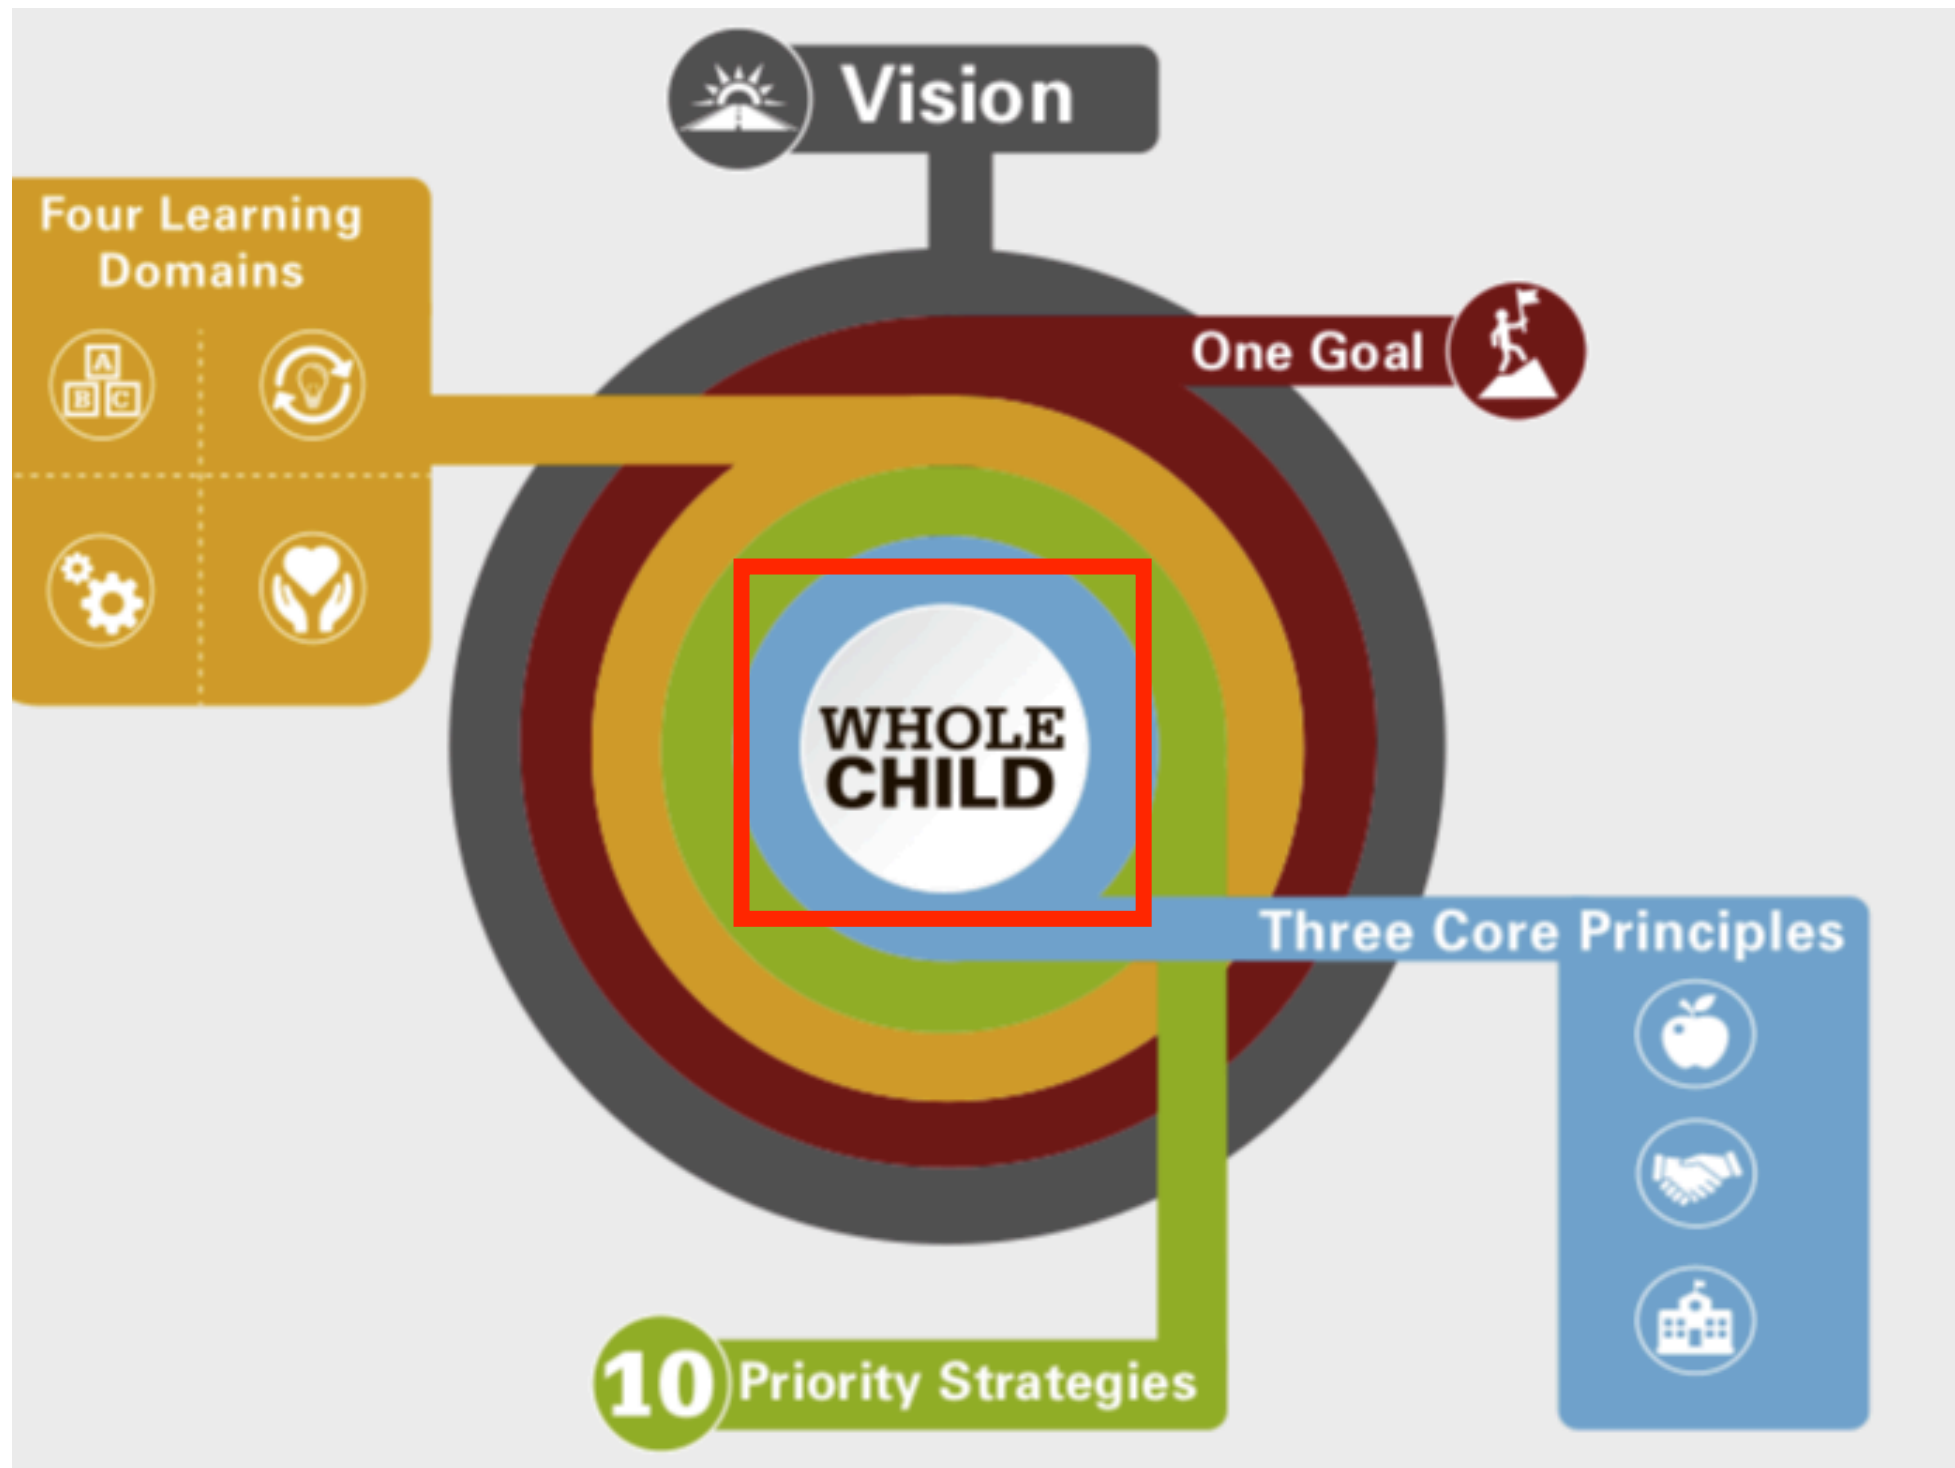 Vision
Four Learning
Domains
A
B C
One Goal
WHOLE
CHILD
Three Core Principles
10 Priority Strategies